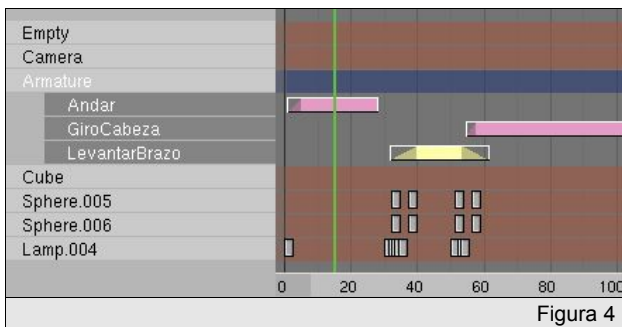 Empty
Camera
Armature
Andar
GiroCabeza
LevantarBrazo
Cube
Sphere.005
Sphere.006
Lamp.004
0 20 40 60 80 100
Figura 4